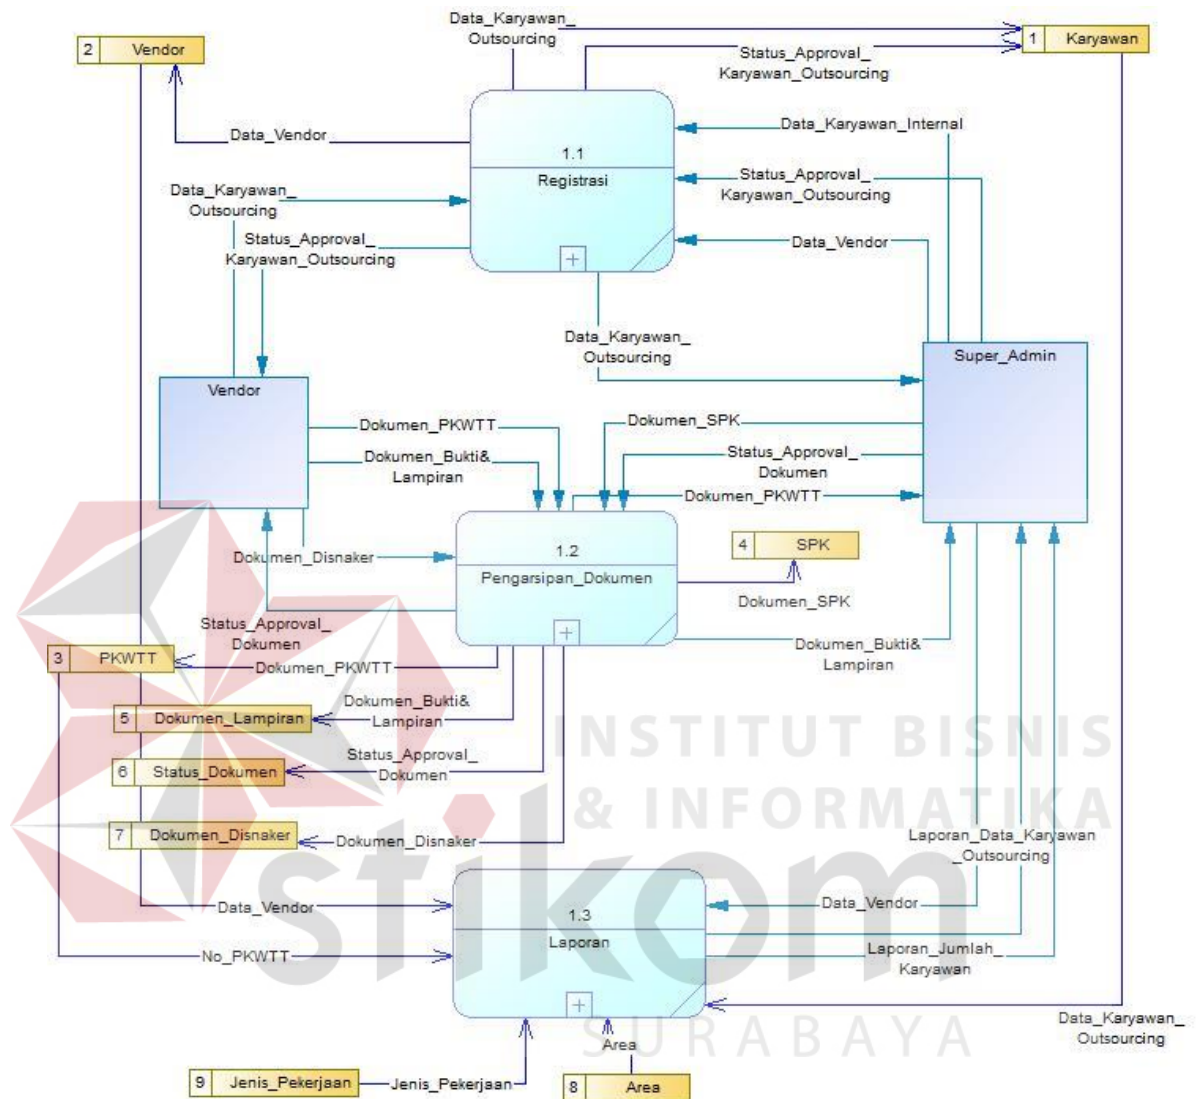 Data_Karyawan_
Outsourcing
2 Vendor
1 Karyawan
Status_Approval_
Karyawan_Outsourcing
Data_Vendor
Data_Karyawan_Internal
1.1
Registrasi
Data_Karyawan_
Outsourcing
Status_Approval_
Karyawan_Outsourcing
Status_Approval_
Karyawan_Outsourcing
Data_Vendor
Data_Karyawan_
Outsourcing
Super_Admin
Vendor
Dokumen_PKWTT
Dokumen_SPK
Dokumen_Bukti&
Lampiran
Status_Approval_
Dokumen
Dokumen_PKWTT
Dokumen_Disnaker
1.2
Pengarsipan_Dokumen
4 SPK
Dokumen_SPK
Status_Approval_
Dokumen
Dokumen_Bukti&
Lampiran
3 PKWTT
Dokumen_PKWTT
Dokumen_Bukti&
Lampiran
5 Dokumen_Lampiran
Status_Approval_
Dokumen
6 Status_Dokumen
7 Dokumen_Disnaker
Dokumen_Disnaker
INSTITUT BISNIS
& INFORMATIKA
stikom
SURABAYA
Laporan_Data_Karyawan
_Outsourcing
Data_Vendor
1.3
Laporan
Data_Vendor
No_PKWTT
Laporan_Jumlah_
Karyawan
Data_Karyawan_
Outsourcing
Area
9 Jenis_Pekerjaan
Jenis_Pekerjaan
8 Area